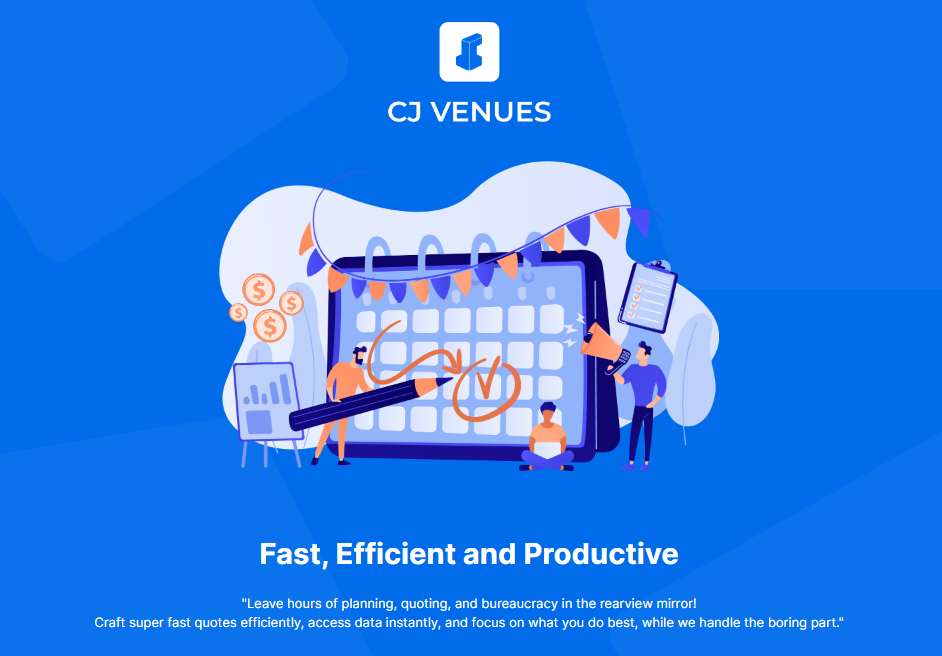 CJ VENUES
$
$
$
$
Fast, Efficient and Productive
"Leave hours of planning, quoting, and bureaucracy in the rearview mirror!
Craft super fast quotes efficiently, access data instantly, and focus on what you do best, while we handle the boring part."